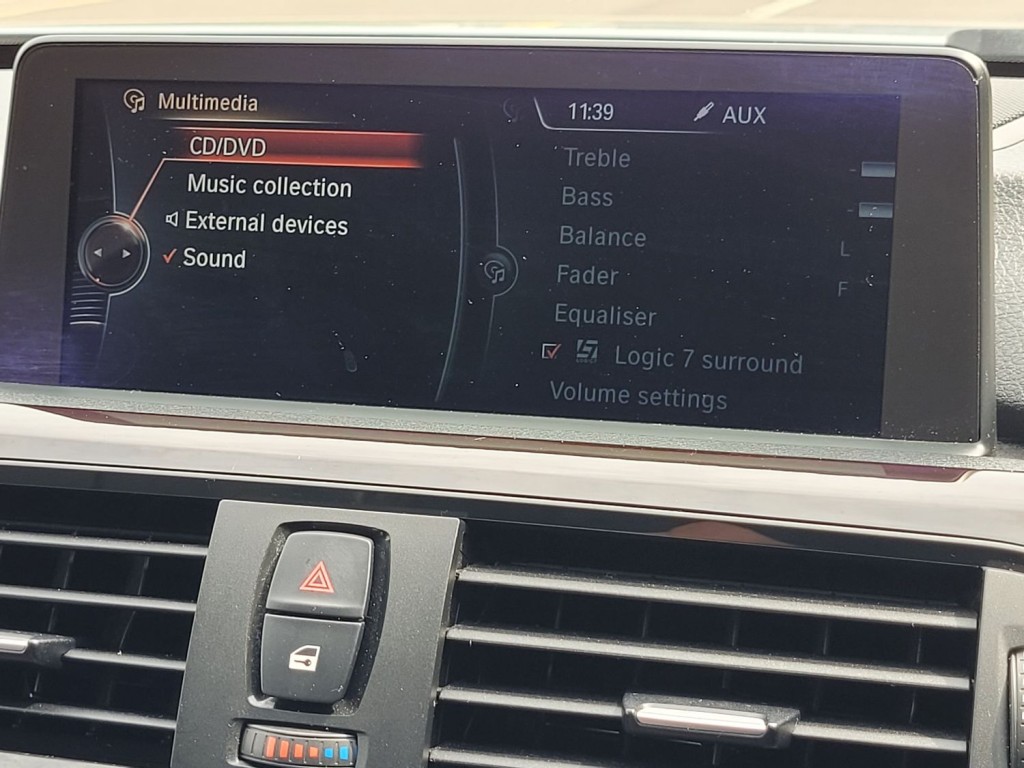 Multimedia
CD/DVD
Music collection
External devices
Sound
11:39
AUX
Treble
Bass
Balance L
Fader F
Equaliser
Logic 7 surround
Volume settings